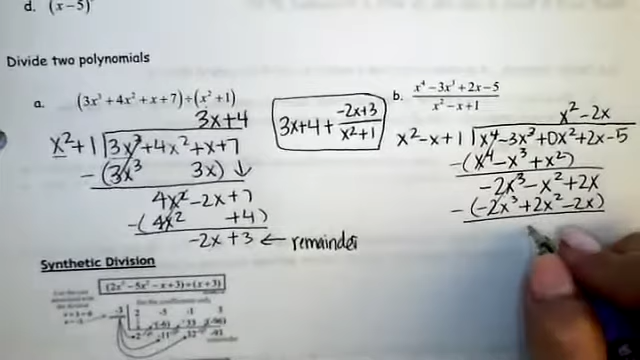 d. (x-5)
Divide two polynomials
a. (3x³ + 4x² + x + 7) ÷ (x² + 1)
3x+4
x²+1 3x³+4x²+x+7
-(3x³ 3x) ↓
4x²-2x+7
-(4x² +4)
-2x+3 ← remainder
3x+4+ -2x+3 / x²+1
b. x⁴-3x³+2x-5 / x²-x+1
x²-2x
x²-x+1 x⁴-3x³+0x²+2x-5
-(x⁴-x³+x²)
-2x³-x²+2x
-(-2x³+2x²-2x)
Synthetic Division
(2x³-5x²-x+3)÷(x+3)